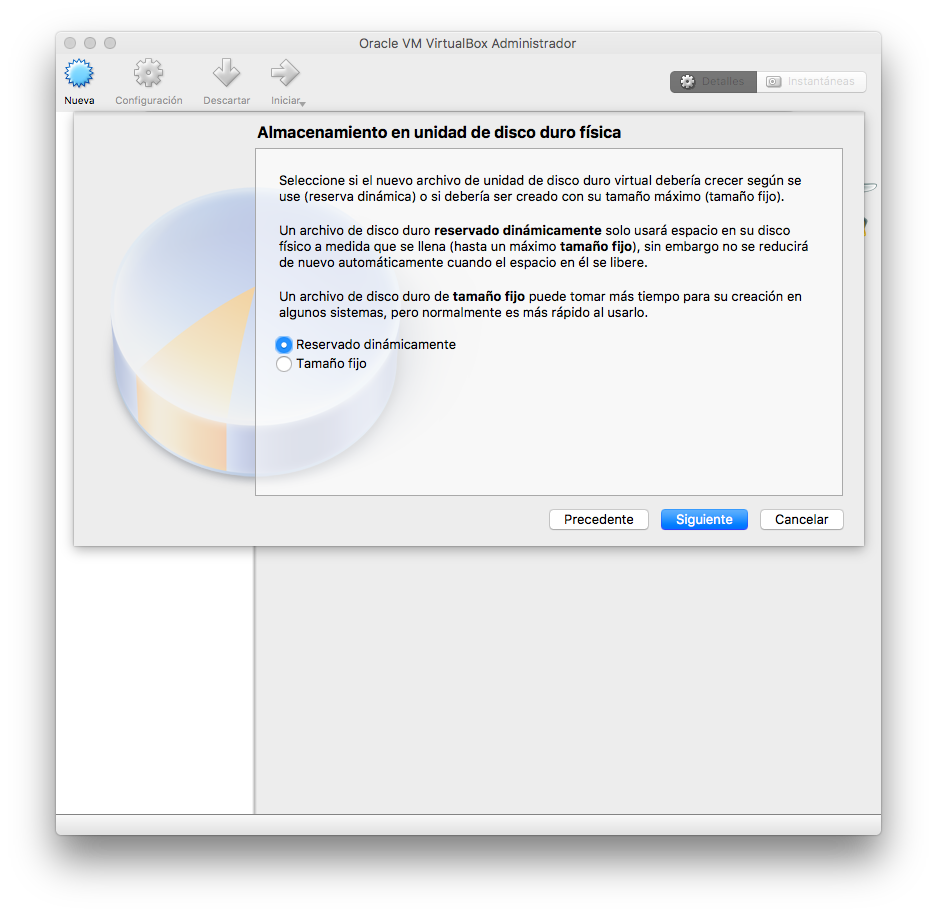 Oracle VM VirtualBox Administrador
Nueva
Configuración
Descartar
Iniciar
Detalles
Instantáneas
Almacenamiento en unidad de disco duro física
Seleccione si el nuevo archivo de unidad de disco duro virtual debería crecer según se
use (reserva dinámica) o si debería ser creado con su tamaño máximo (tamaño fijo).
Un archivo de disco duro reservado dinámicamente solo usará espacio en su disco
físico a medida que se llena (hasta un máximo tamaño fijo), sin embargo no se reducirá
de nuevo automáticamente cuando el espacio en él se libere.
Un archivo de disco duro de tamaño fijo puede tomar más tiempo para su creación en
algunos sistemas, pero normalmente es más rápido al usarlo.
Reservado dinámicamente
Tamaño fijo
Precedente
Siguiente
Cancelar